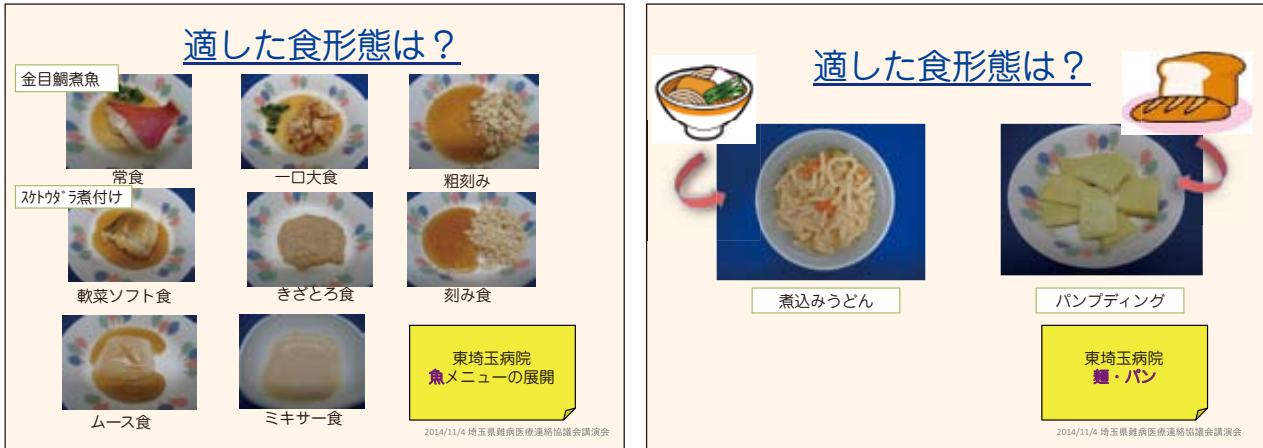 適した食形態は？
金目鯛煮魚
常食
一口大食
粗刻み
スケトウダラ煮付け
軟菜ソフト食
きざとろ食
刻み食
ムース食
ミキサー食
東埼玉病院
魚メニューの展開
2014/11/4 埼玉県難病医療連絡協議会講演会
適した食形態は？
煮込みうどん
パンプディング
東埼玉病院
麺・パン
2014/11/4 埼玉県難病医療連絡協議会講演会